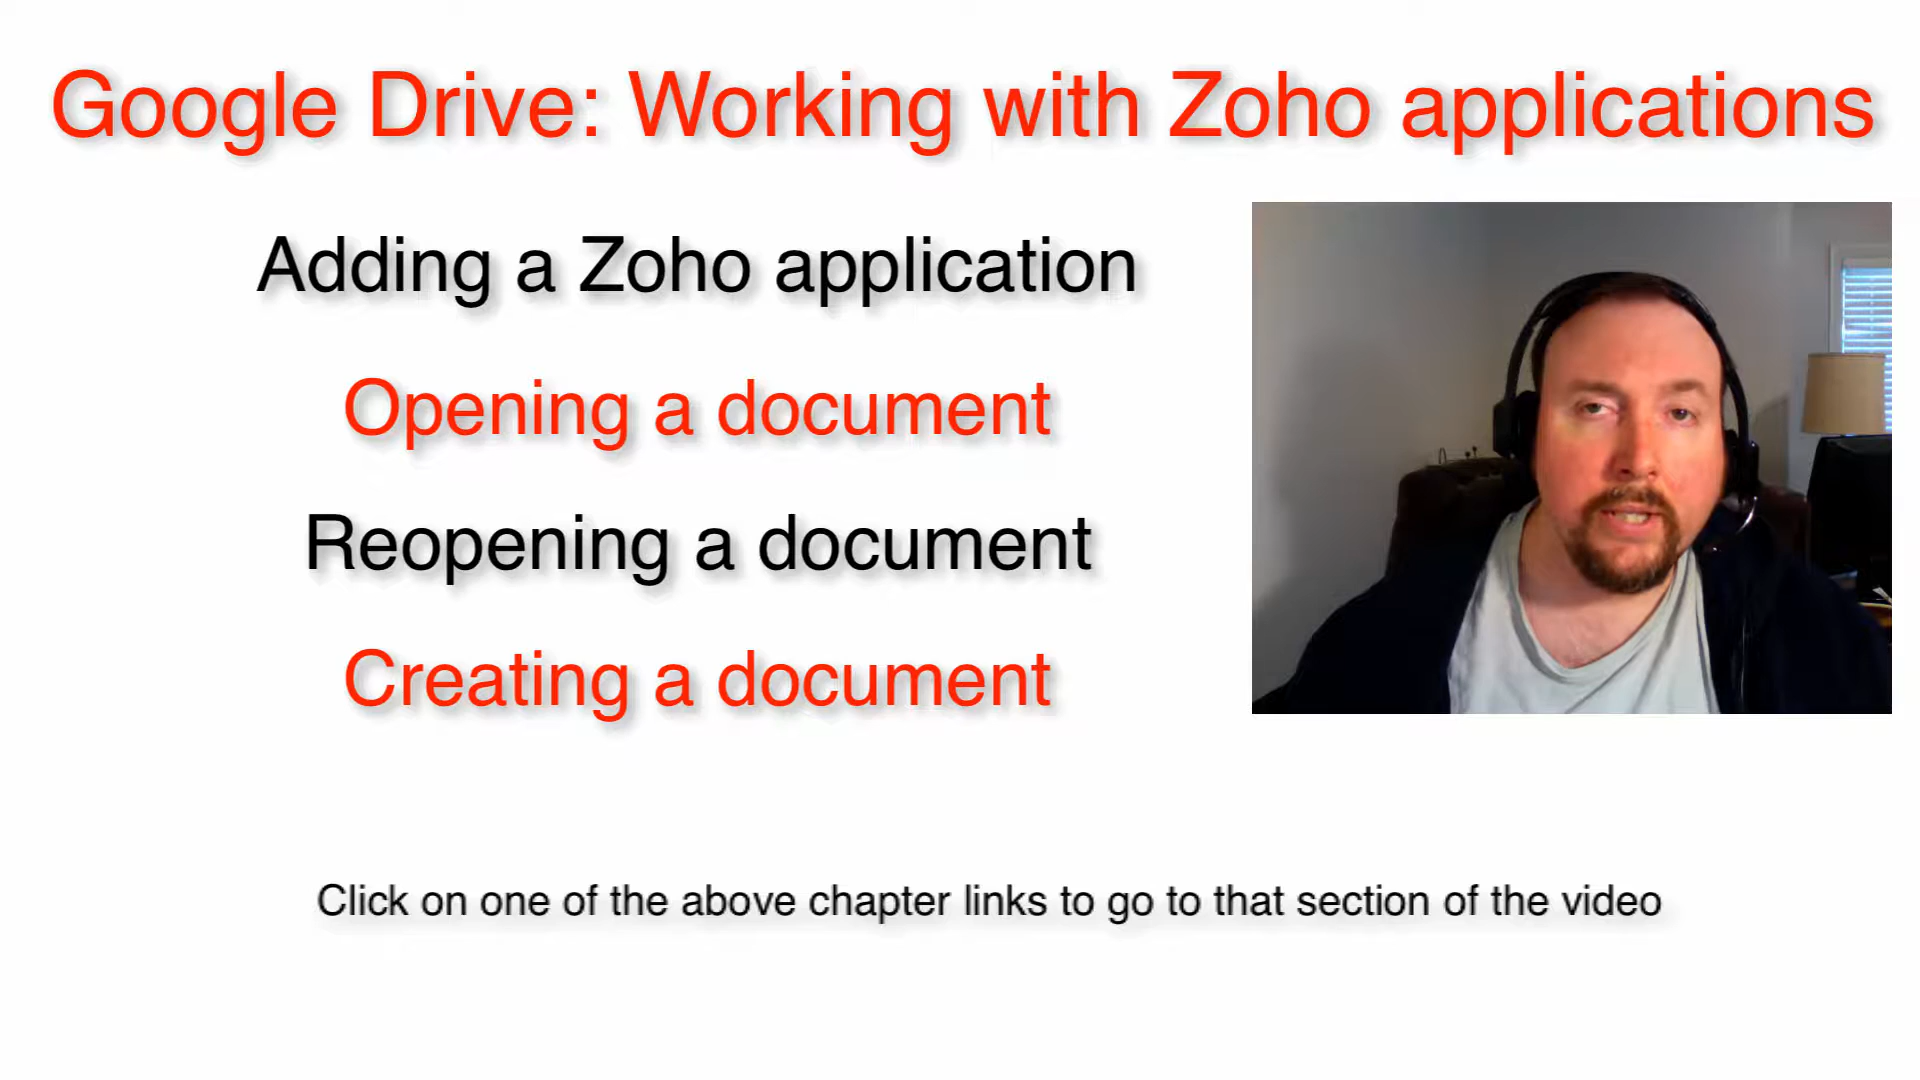 Google Drive: Working with Zoho applications
Adding a Zoho application
Opening a document
Reopening a document
Creating a document
Click on one of the above chapter links to go to that section of the video